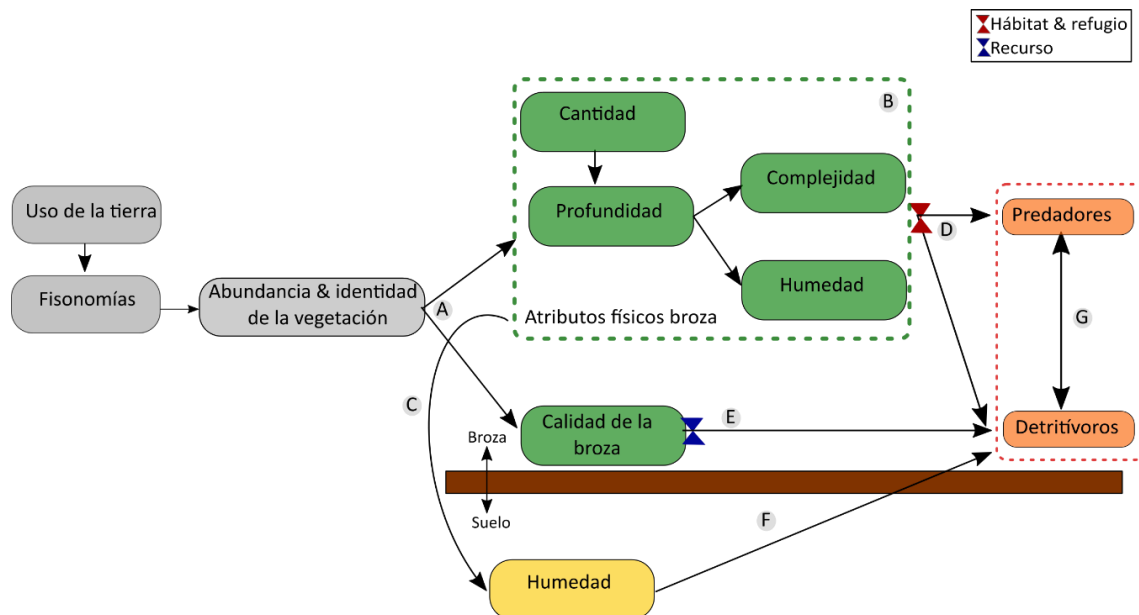 Hábitat & refugio
Recurso
B
Cantidad
Complejidad
Uso de la tierra
Profundidad
Predadores
D
Fisonomías
Abundancia & identidad
de la vegetación
A
Humedad
Atributos físicos broza
G
C
Calidad de la
broza
E
Detritívoros
Broza
Suelo
F
Humedad